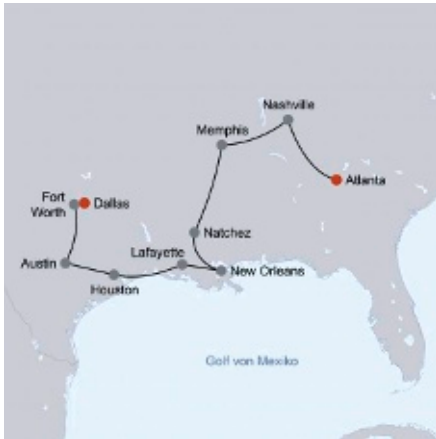 Nashville
Memphis
Atlanta
Fort
Worth
Dallas
Natchez
Lafayette
Austin
New Orleans
Houston
Golf von Mexiko